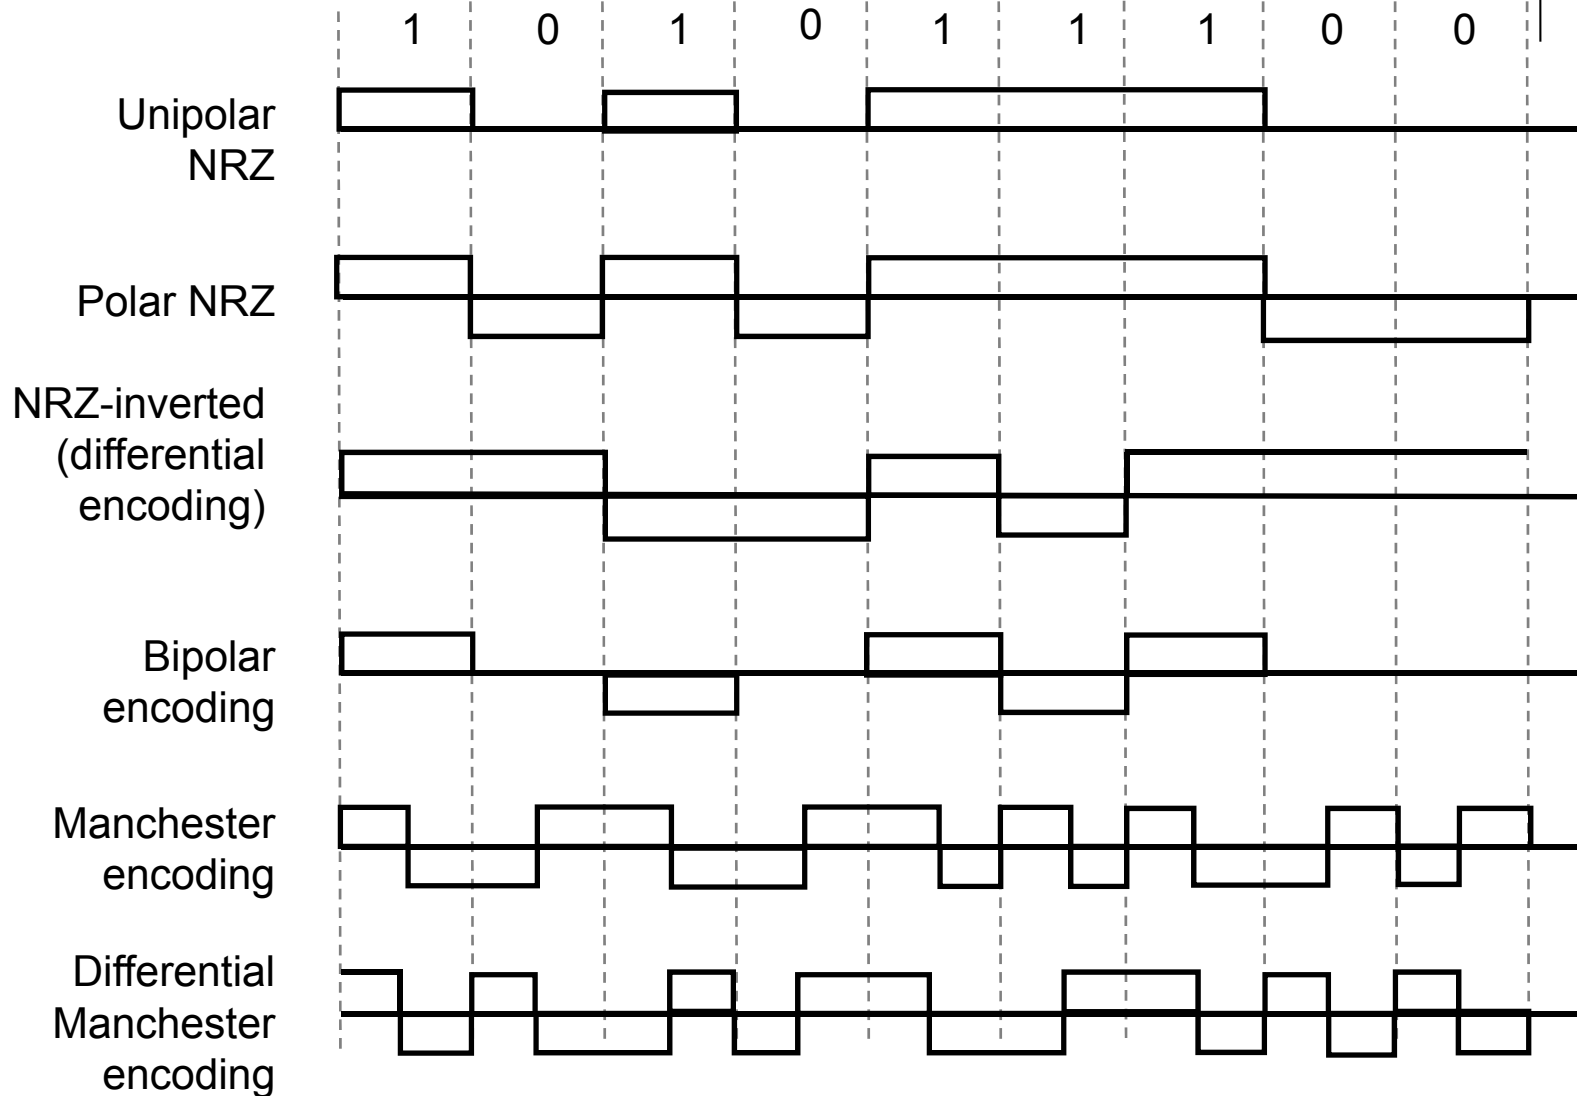 1 0 1 0 1 1 1 0 0
Unipolar
NRZ
Polar NRZ
NRZ-inverted
(differential
encoding)
Bipolar
encoding
Manchester
encoding
Differential
Manchester
encoding